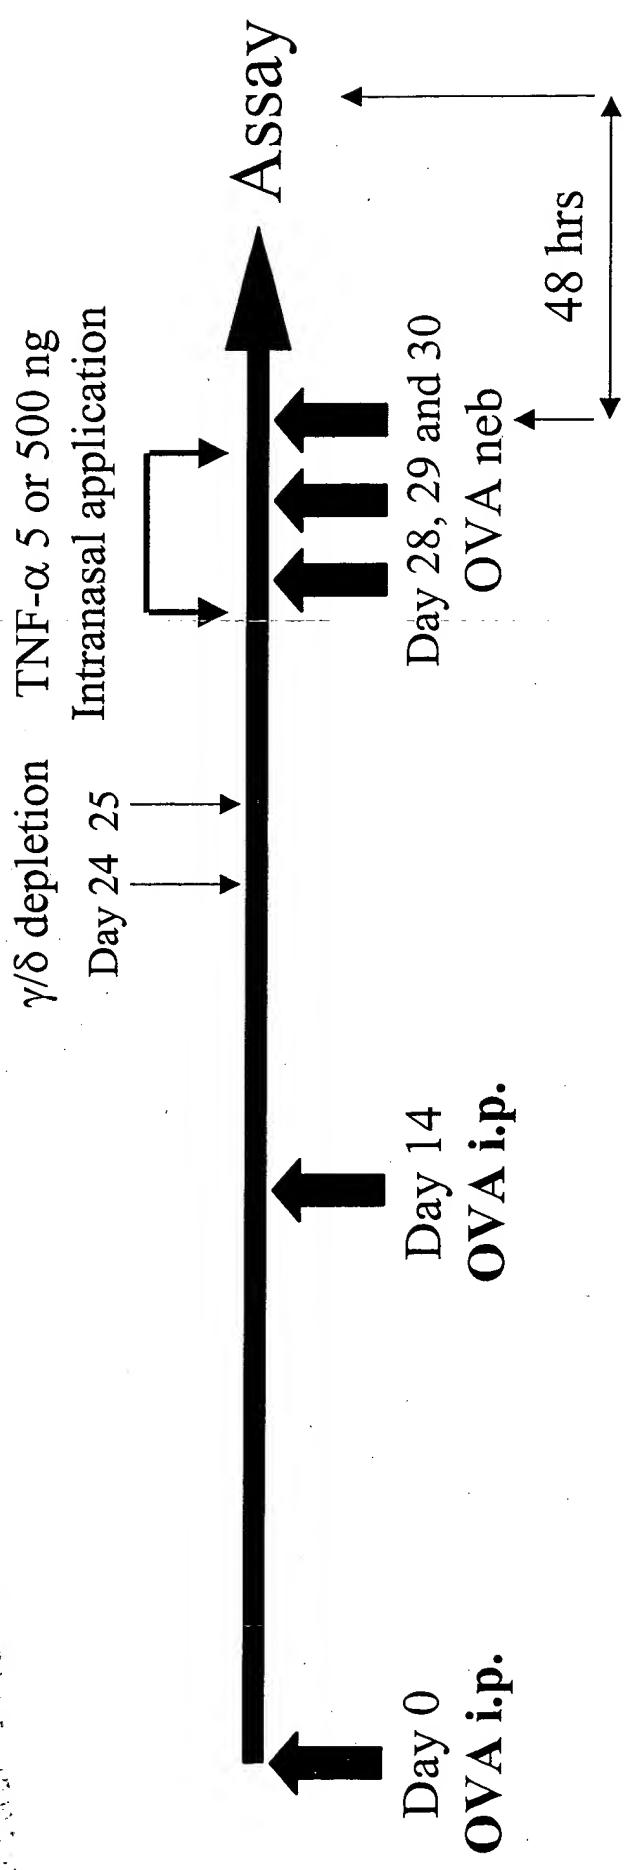 γ/δ depletion
Day 24 25
TNF-α 5 or 500 ng
Intranasal application
Assay
Day 0
OVA i.p.
Day 14
OVA i.p.
Day 28, 29 and 30
OVA neb
48 hrs